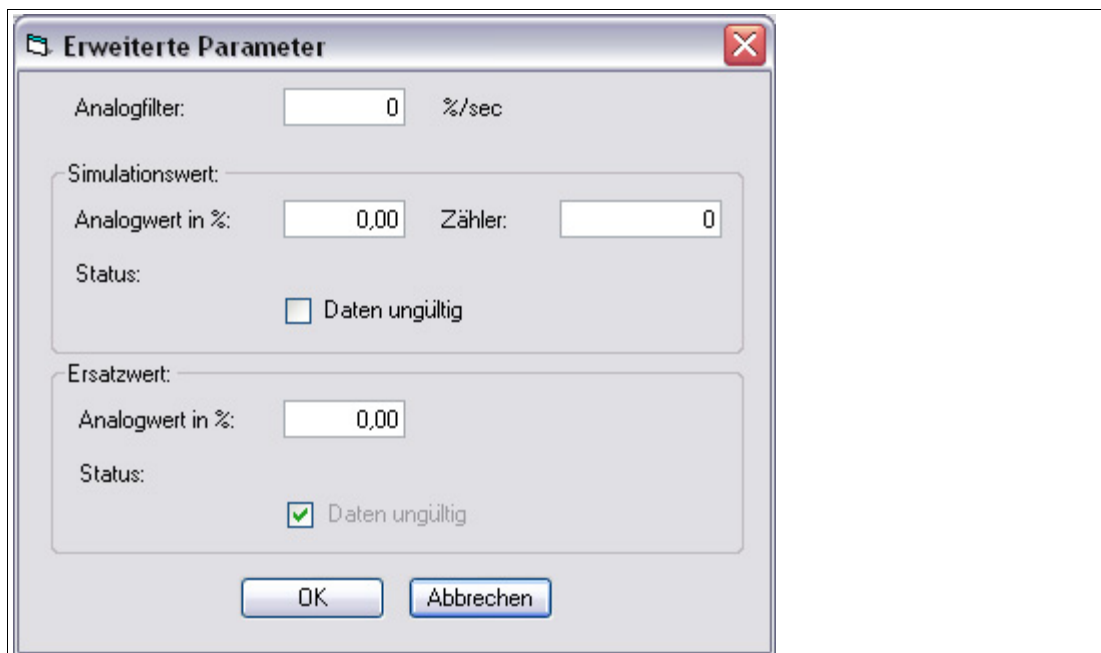 Erweiterte Parameter
Analogfilter: 0 %/sec
Simulationswert:
Analogwert in %: 0,00 Zähler: 0
Status:
Daten ungültig
Ersatzwert:
Analogwert in %: 0,00
Status:
Daten ungültig
OK Abbrechen